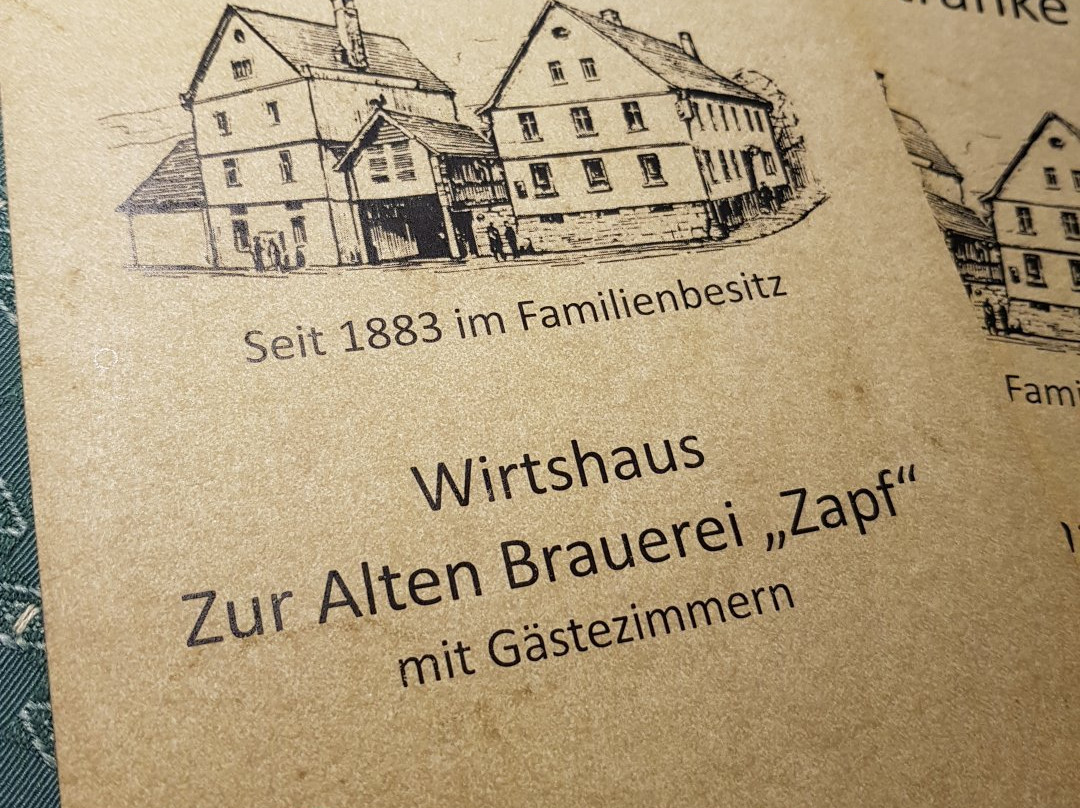 Seit 1883 im Familienbesitz
Wirtshaus
Zur Alten Brauerei „Zapf“
mit Gästezimmern